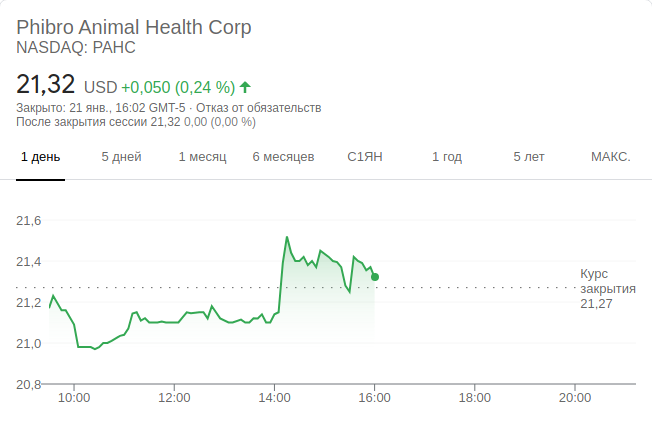 Phibro Animal Health Corp
NASDAQ: PAHC
21,32 USD +0,050 (0,24 %)
Закрыто: 21 янв., 16:02 GMT-5 · Отказ от обязательств
После закрытия сессии 21,32 0,00 (0,00 %)
1 день 5 дней 1 месяц 6 месяцев С1ЯН 1 год 5 лет МАКС.
21,6
21,4
Курс
закрытия
21,27
21,2
21,0
20,8
10:00 12:00 14:00 16:00 18:00 20:00